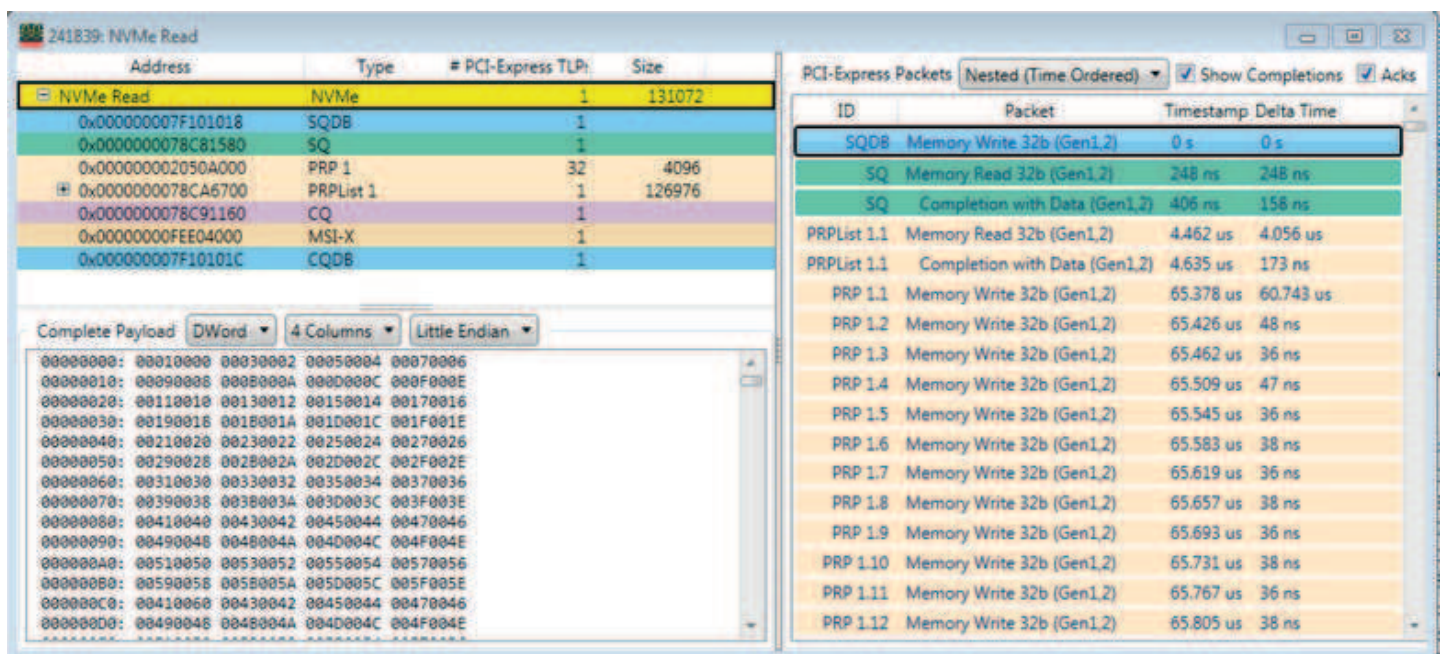 241839: NVMe Read
Address Type # PCI-Express TLP: Size
NVMe Read NVMe 1 131072
0x000000007F101018 SQDB 1
0x0000000078C81580 SQ 1
0x000000002050A000 PRP 1 32 4096
0x0000000078CA6700 PRPList 1 1 126976
0x0000000078C91160 CQ 1
0x00000000FEE04000 MSI-X 1
0x000000007F10101C CQDB 1
Complete Payload DWord 4 Columns Little Endian
00000000: 00010000 00030002 00050004 00070006
00000010: 00090008 000B000A 000D000C 000F000E
00000020: 00110010 00130012 00150014 00170016
00000030: 00190018 001B001A 001D001C 001F001E
00000040: 00210020 00230022 00250024 00270026
00000050: 00290028 002B002A 002D002C 002F002E
00000060: 00310030 00330032 00350034 00370036
00000070: 00390038 003B003A 003D003C 003F003E
00000080: 00410040 00430042 00450044 00470046
00000090: 00490048 004B004A 004D004C 004F004E
000000A0: 00510050 00530052 00550054 00570056
000000B0: 00590058 005B005A 005D005C 005F005E
000000C0: 00410060 00430042 00450044 00470046
000000D0: 00490048 004B004A 004D004C 004F004E
PCI-Express Packets Nested (Time Ordered) Show Completions Acks
ID Packet Timestamp Delta Time
SQDB Memory Write 32b (Gen1,2) 0 s 0 s
SQ Memory Read 32b (Gen1,2) 248 ns 248 ns
SQ Completion with Data (Gen1,2) 406 ns 158 ns
PRPList 1.1 Memory Read 32b (Gen1,2) 4.462 us 4.056 us
PRPList 1.1 Completion with Data (Gen1,2) 4.635 us 173 ns
PRP 1.1 Memory Write 32b (Gen1,2) 65.378 us 60.743 us
PRP 1.2 Memory Write 32b (Gen1,2) 65.426 us 48 ns
PRP 1.3 Memory Write 32b (Gen1,2) 65.462 us 36 ns
PRP 1.4 Memory Write 32b (Gen1,2) 65.509 us 47 ns
PRP 1.5 Memory Write 32b (Gen1,2) 65.545 us 36 ns
PRP 1.6 Memory Write 32b (Gen1,2) 65.583 us 38 ns
PRP 1.7 Memory Write 32b (Gen1,2) 65.619 us 36 ns
PRP 1.8 Memory Write 32b (Gen1,2) 65.657 us 38 ns
PRP 1.9 Memory Write 32b (Gen1,2) 65.693 us 36 ns
PRP 1.10 Memory Write 32b (Gen1,2) 65.731 us 38 ns
PRP 1.11 Memory Write 32b (Gen1,2) 65.767 us 36 ns
PRP 1.12 Memory Write 32b (Gen1,2) 65.805 us 38 ns